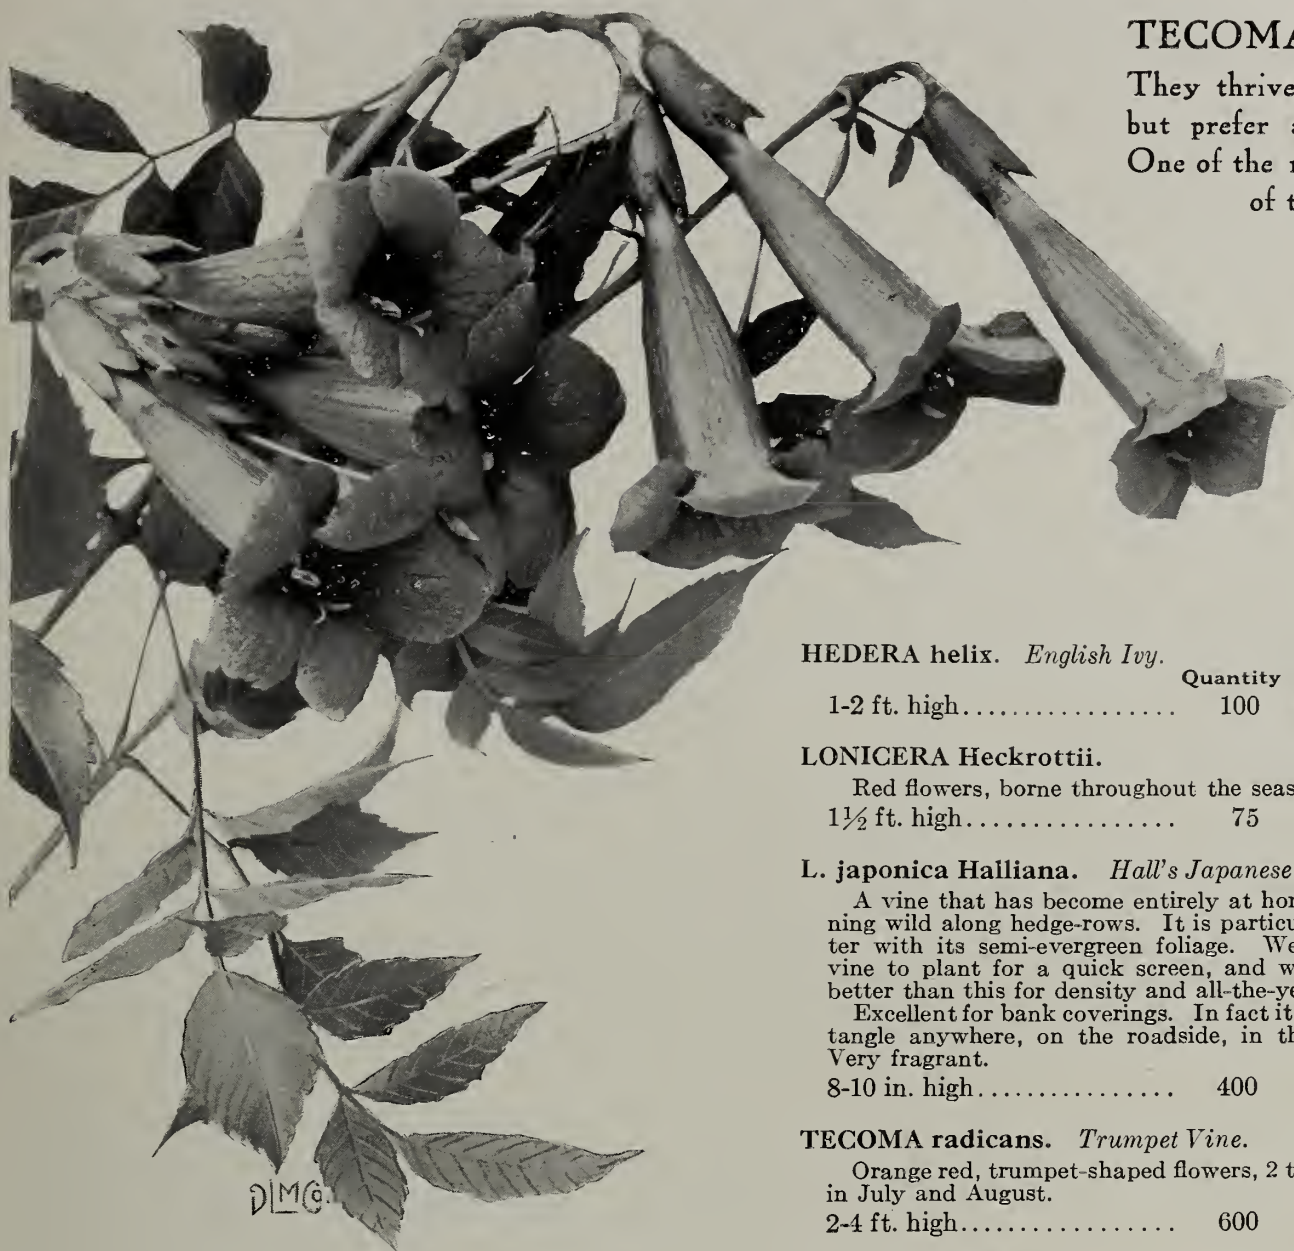 TECOMA
They thrive
but prefer
One of the
of
HEDERA helix. English Ivy.
Quantity
1-2 ft. high................. 100
LONICERA Heckrottii.
Red flowers, borne throughout the seas
1½ ft. high................ 75
L. japonica Halliana. Hall's Japanese
A vine that has become entirely at hor
ning wild along hedge-rows. It is particu
ter with its semi-evergreen foliage. We
vine to plant for a quick screen, and w
better than this for density and all-the-ye
Excellent for bank coverings. In fact it
tangle anywhere, on the roadside, in th
Very fragrant.
8-10 in. high............... 400
TECOMA radicans. Trumpet Vine.
Orange red, trumpet-shaped flowers, 2 t
in July and August.
2-4 ft. high................. 600
DLMCo.